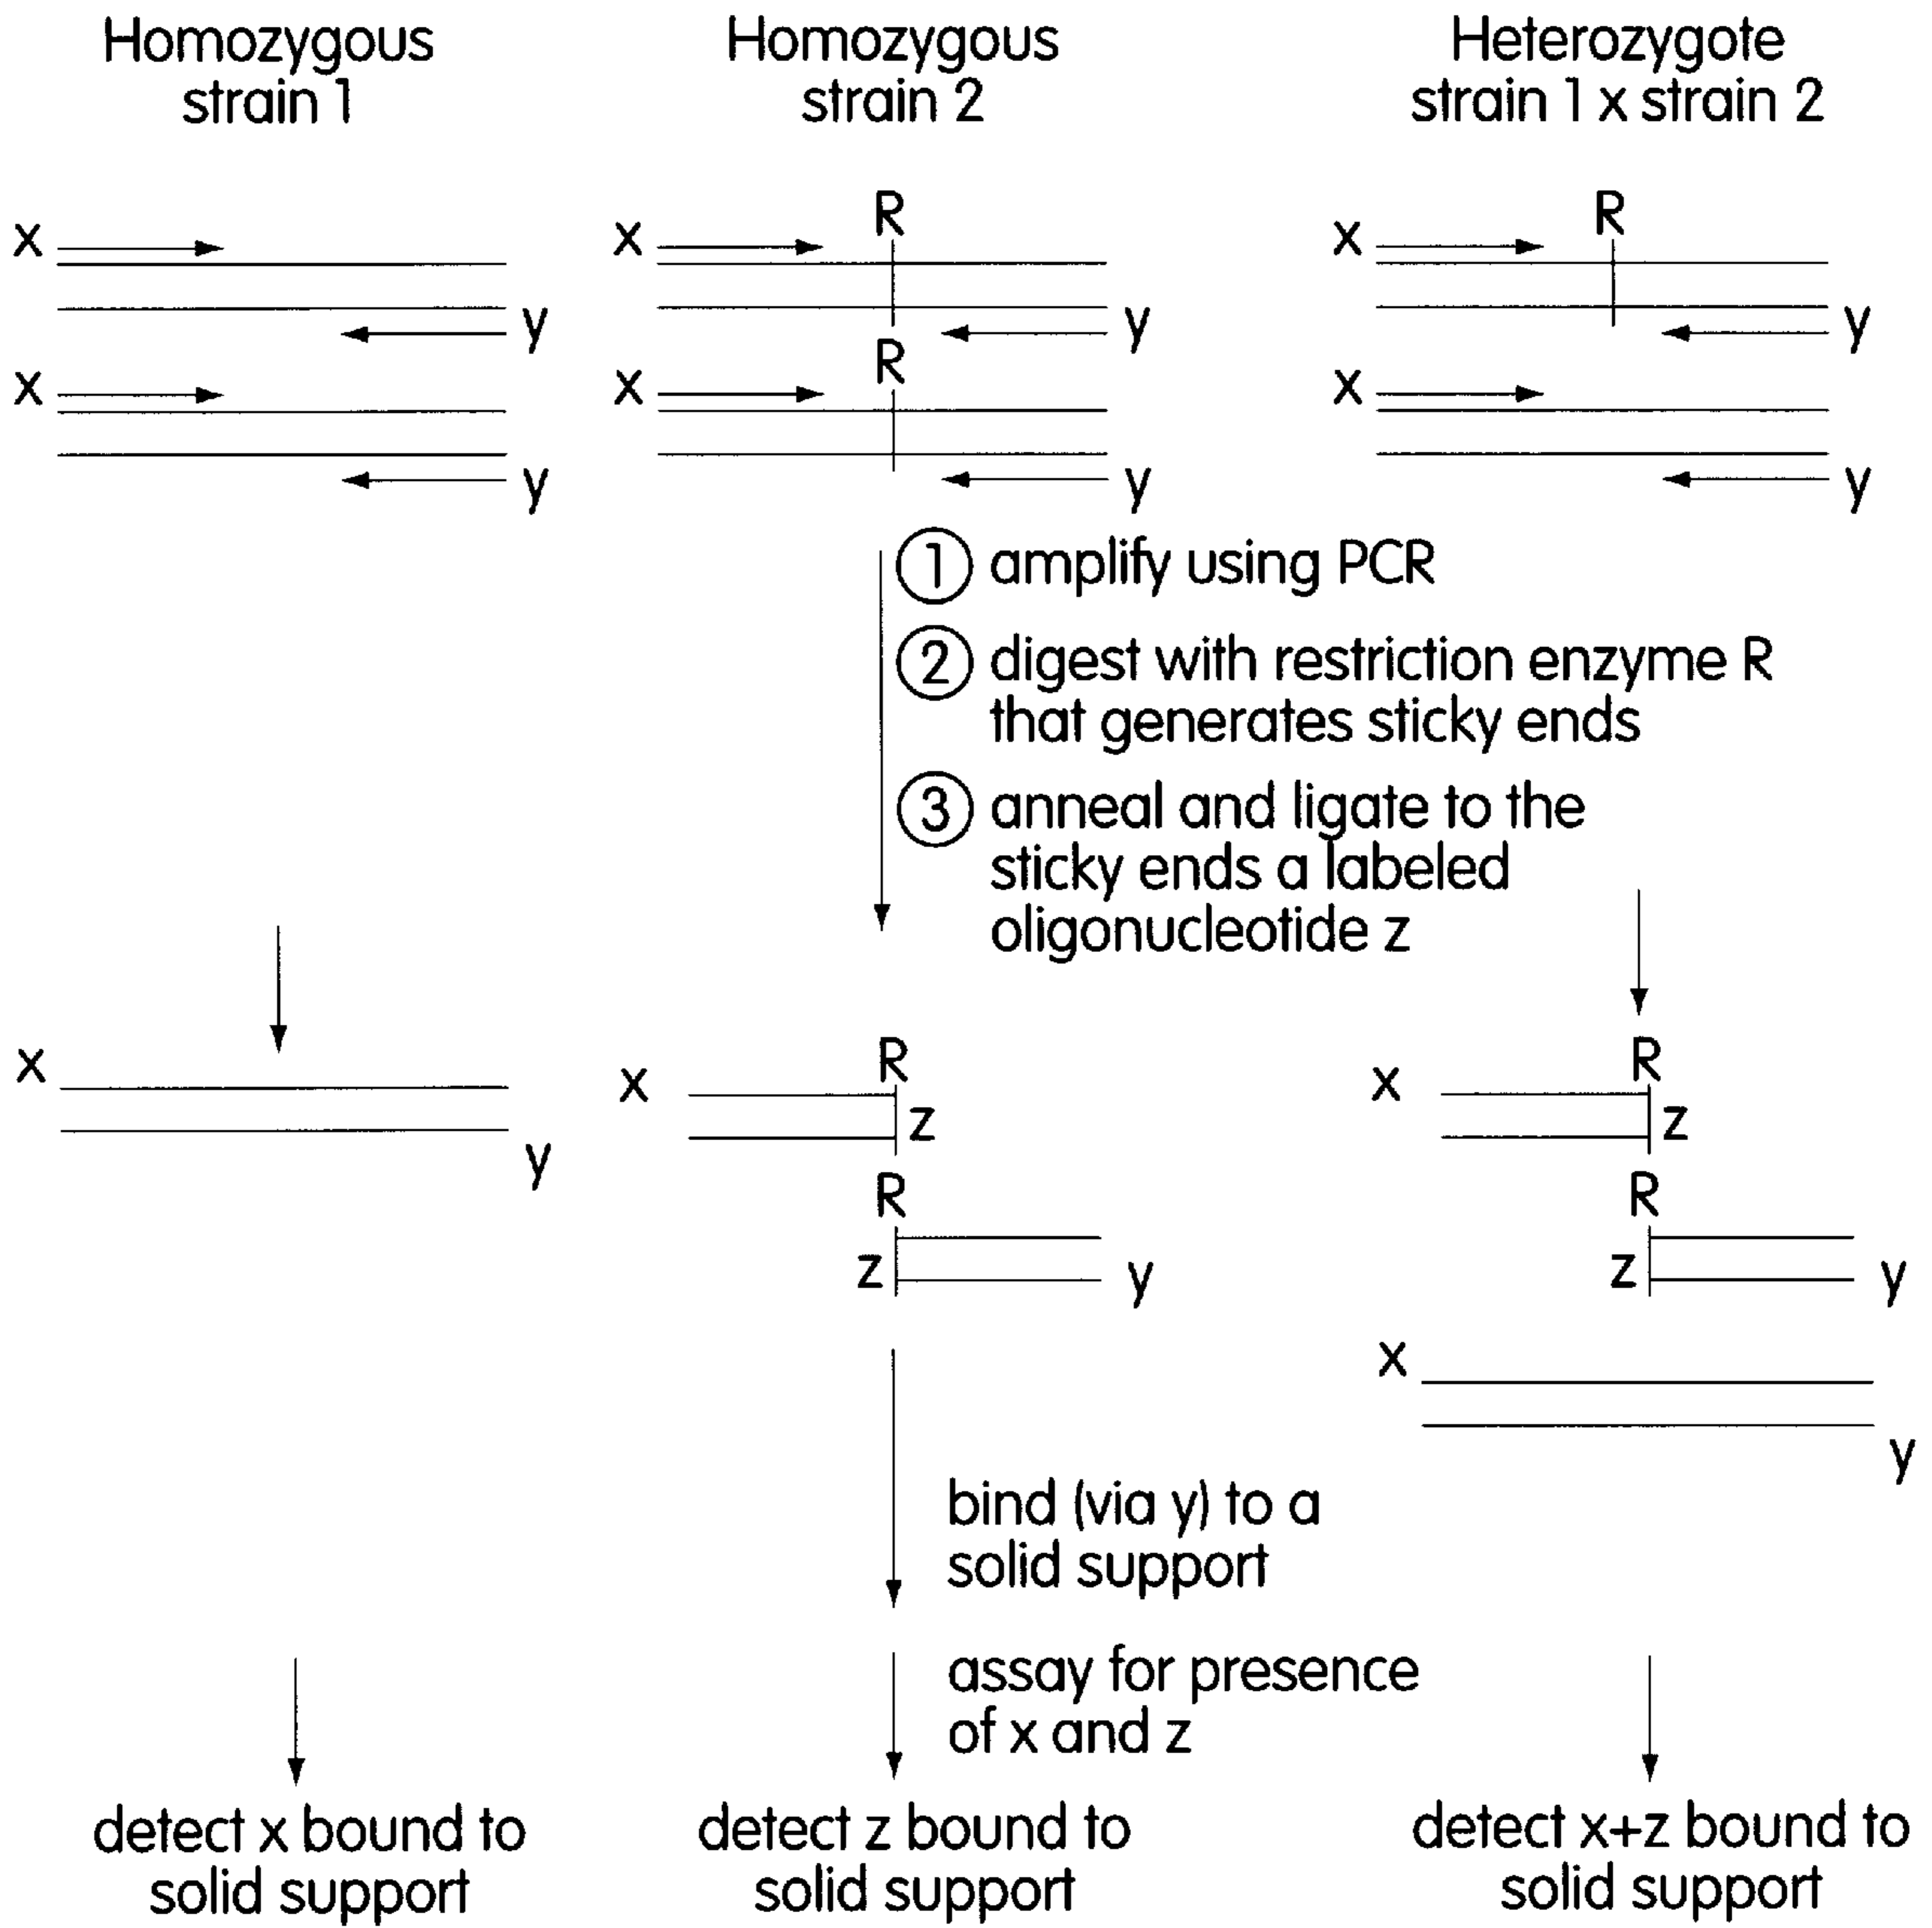 Homozygous
strain 1
Homozygous
strain 2
Heterozygote
strain 1 x strain 2
R
R
x
x
x
y
y
y
R
x
x
x
y
y
y
1 amplify using PCR
2 digest with restriction enzyme R
that generates sticky ends
3 anneal and ligate to the
sticky ends a labeled
oligonucleotide z
R
R
x
x
x
z
z
y
R
R
z
y
z
y
x
y
bind (via y) to a
solid support
assay for presence
of x and z
detect x bound to
solid support
detect z bound to
solid support
detect x+z bound to
solid support